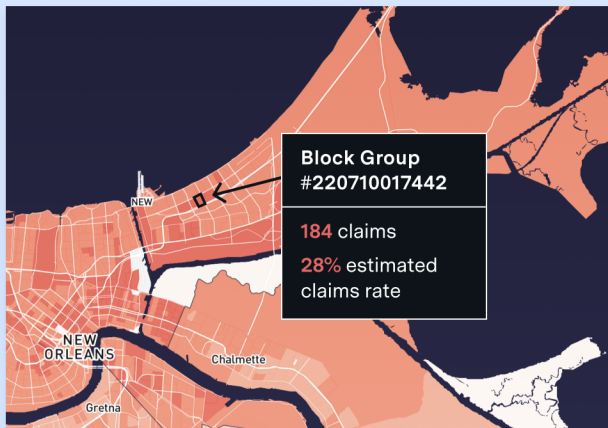 Block Group
#220710017442
184 claims
28% estimated
claims rate
NEW
NEW
ORLEANS
Chalmette
Gretna